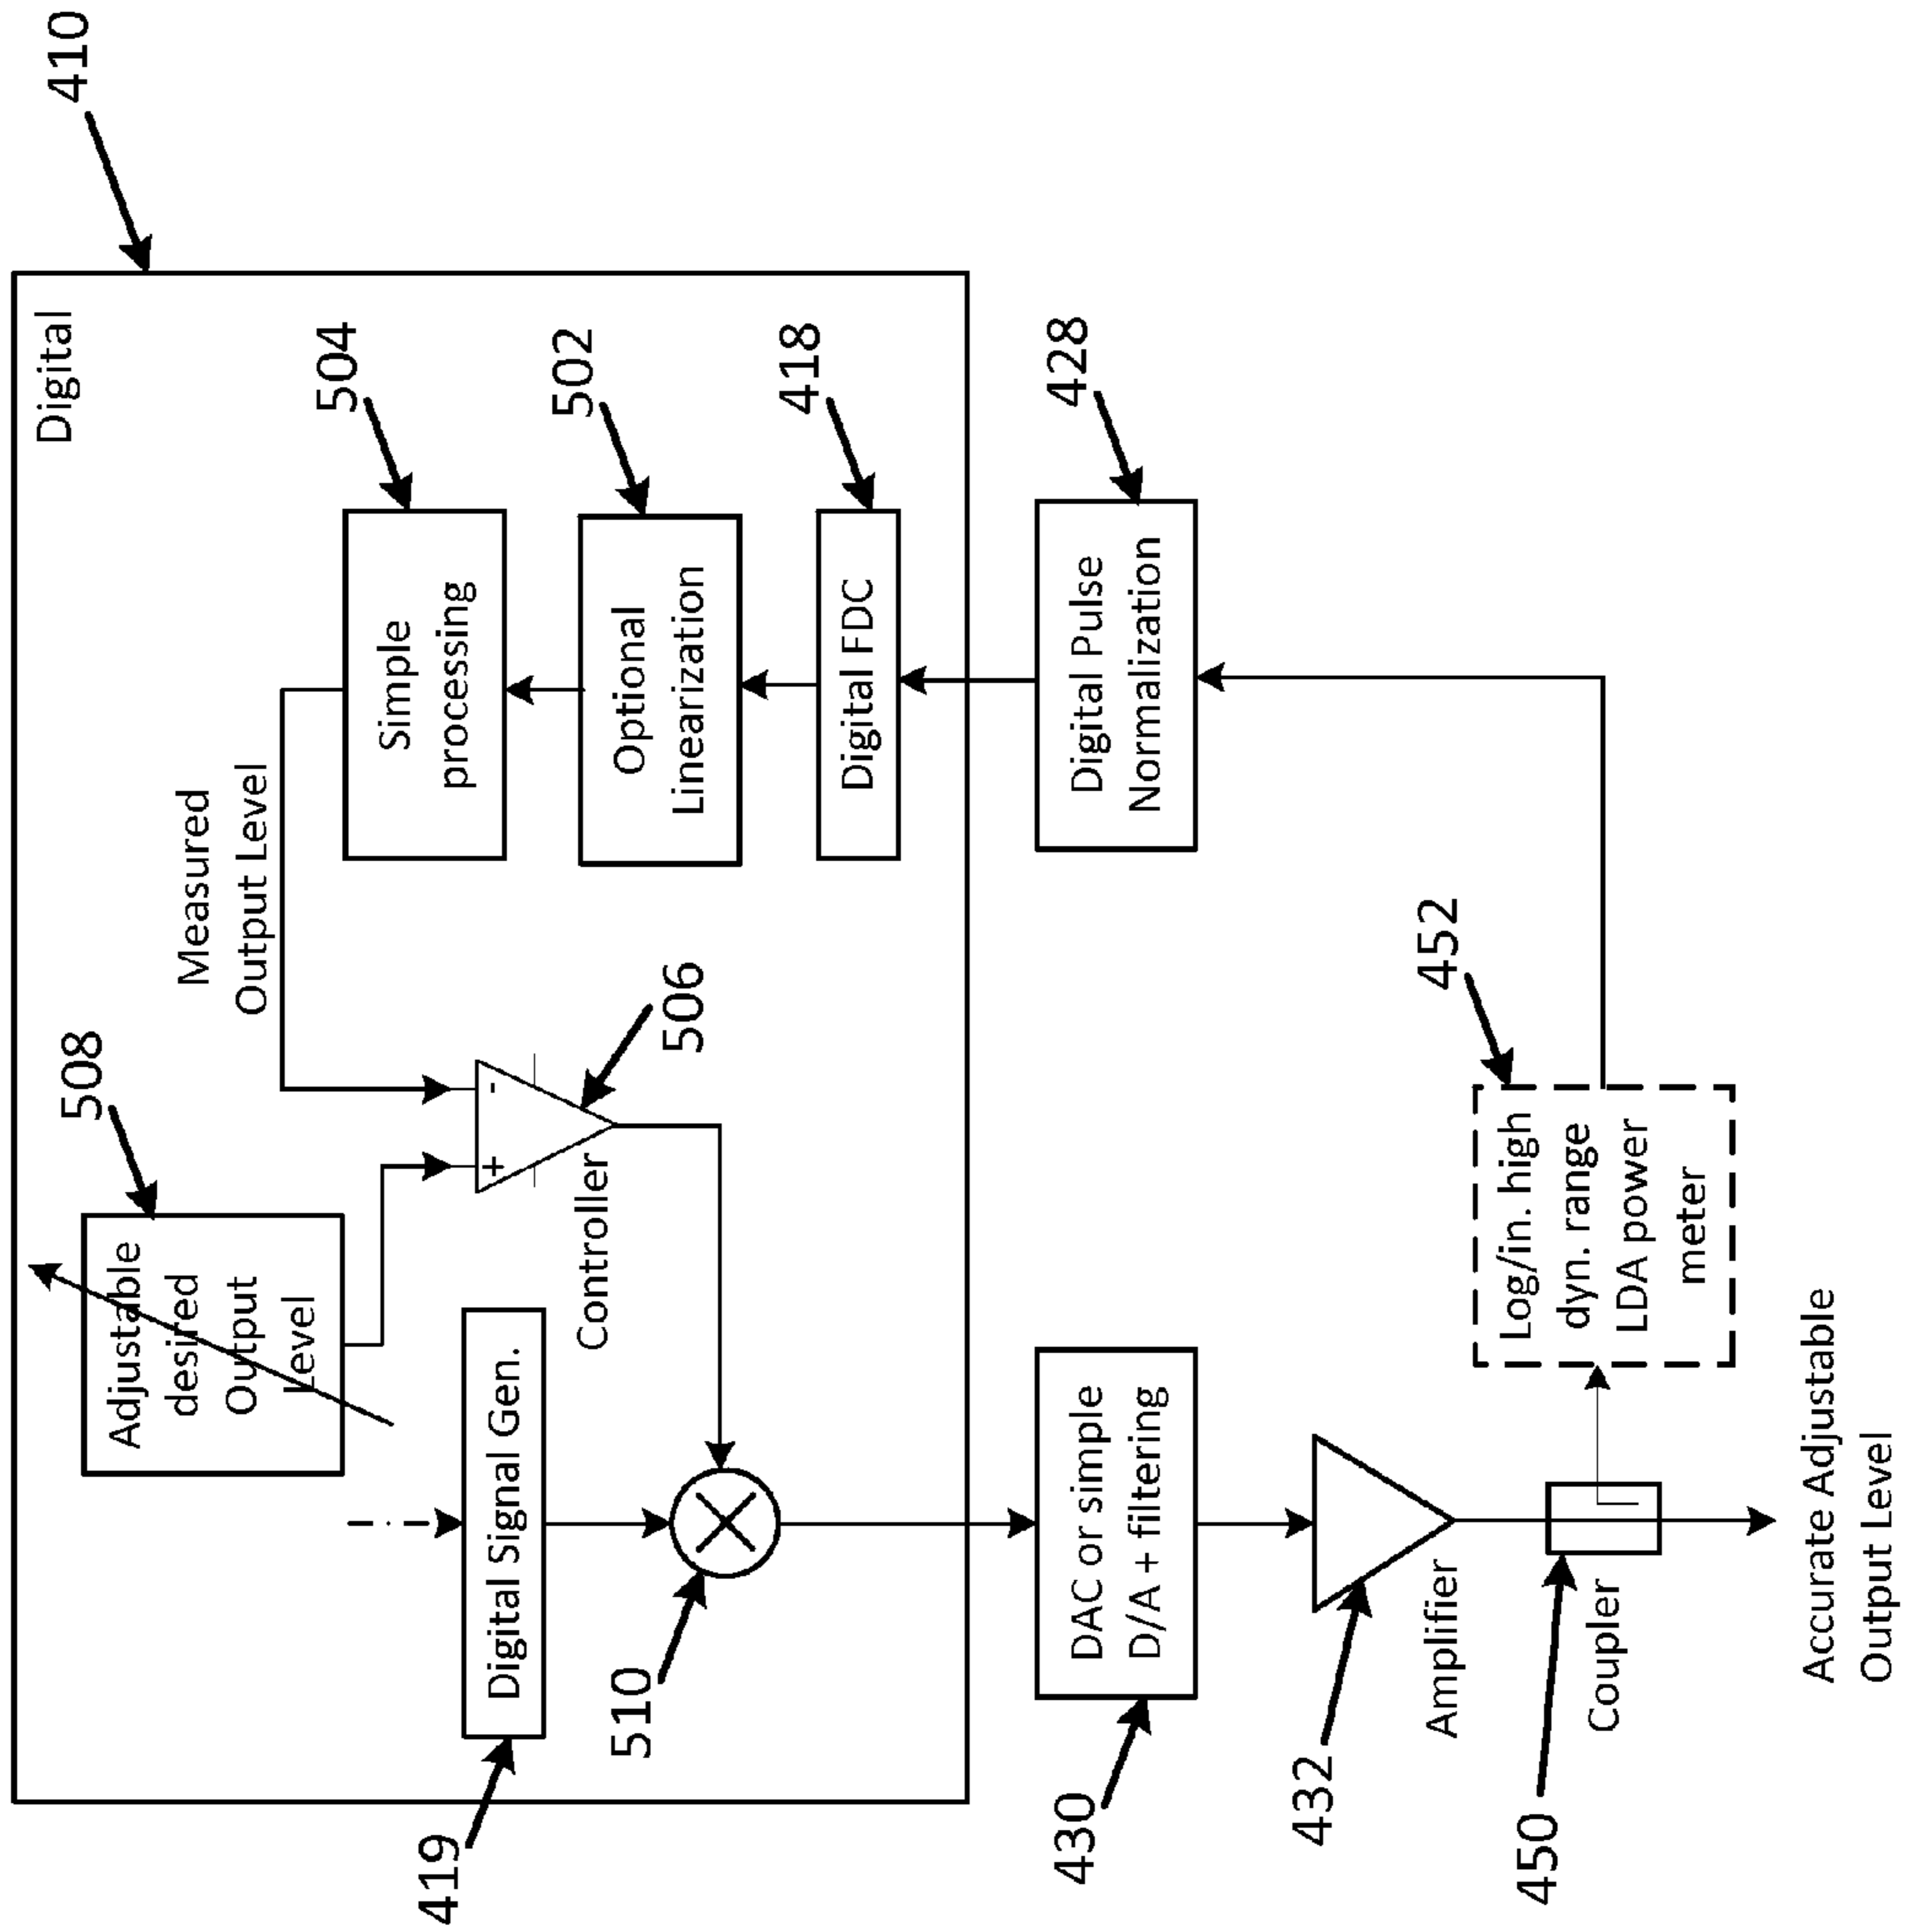 410
Digital
504
Simple
processing
502
Optional
Linearization
418
Digital FDC
428
Digital Pulse
Normalization
Measured
Output Level
508
Adjustable
desired
Output
Level
+
-
506
Controller
419
Digital Signal Gen.
510
430
DAC or simple
D/A + filtering
432
Amplifier
450
Coupler
452
Log/in. high
dyn. range
LDA power
meter
Accurate Adjustable
Output Level